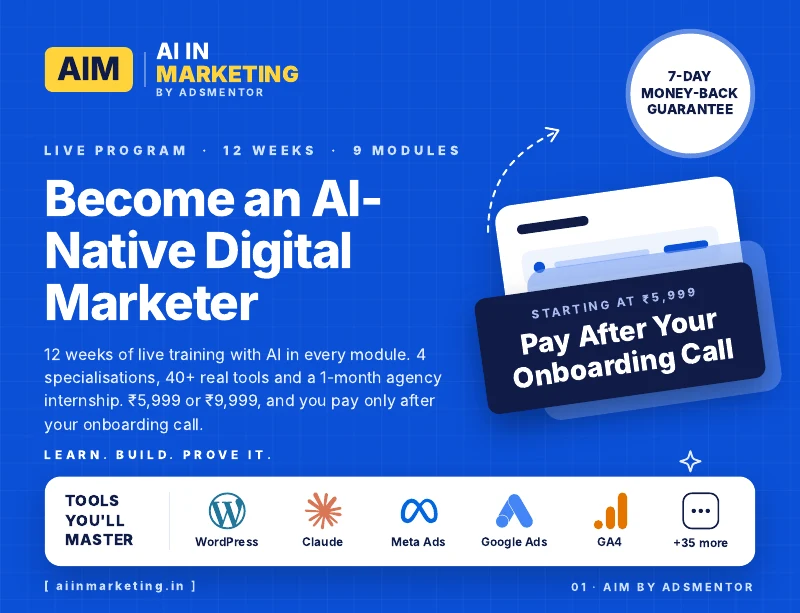 AIM
AI IN
MARKETING
BY ADSMENTOR
7-DAY
MONEY-BACK
GUARANTEE
LIVE PROGRAM · 12 WEEKS · 9 MODULES
Become an AI-
Native Digital
Marketer
12 weeks of live training with AI in every module. 4
specialisations, 40+ real tools and a 1-month agency
internship. ₹5,999 or ₹9,999, and you pay only after
your onboarding call.
LEARN. BUILD. PROVE IT.
STARTING AT ₹5,999
Pay After Your
Onboarding Call
TOOLS
YOU'LL
MASTER
WordPress
Claude
Meta Ads
Google Ads
GA4
+35 more
[ aiinmarketing.in ]
01 · AIM BY ADSMENTOR